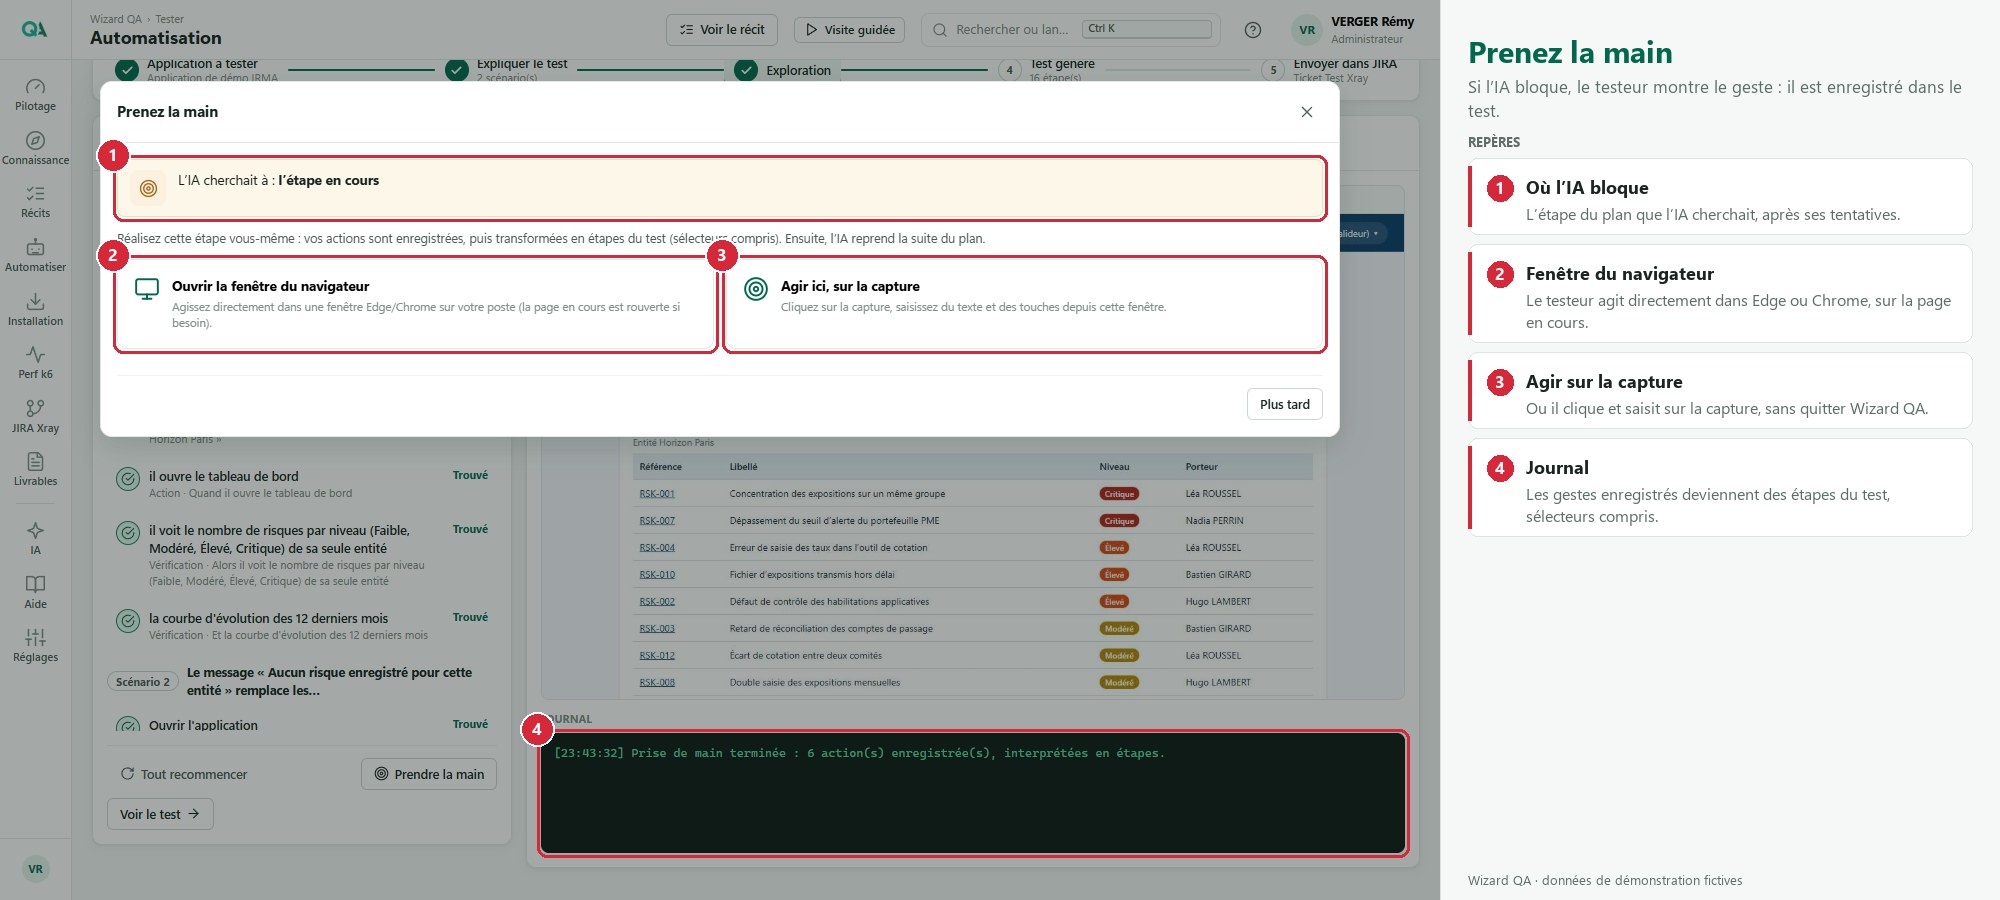 QA
Wizard QA › Tester
Automatisation
Voir le récit
Visite guidée
Rechercher ou lan...
Ctrl K
VR
VERGER Rémy
Administrateur
Pilotage
Connaissance
Récits
Automatiser
Installation
Perf k6
JIRA Xray
Livrables
IA
Aide
Réglages
VR
Application à tester
Application de démo IRMA
Expliquer le test
2 scénario(s)
Exploration
4
Test généré
16 étape(s)
5
Envoyer dans JIRA
Ticket Test Xray
Prenez la main
1
L’IA cherchait à : l’étape en cours
Réalisez cette étape vous-même : vos actions sont enregistrées, puis transformées en étapes du test (sélecteurs compris). Ensuite, l’IA reprend la suite du plan.
2
Ouvrir la fenêtre du navigateur
Agissez directement dans une fenêtre Edge/Chrome sur votre poste (la page en cours est rouverte si
besoin).
3
Agir ici, sur la capture
Cliquez sur la capture, saisissez du texte et des touches depuis cette fenêtre.
Plus tard
Horizon Paris »
il ouvre le tableau de bord
Trouvé
Action · Quand il ouvre le tableau de bord
il voit le nombre de risques par niveau (Faible,
Modéré, Élevé, Critique) de sa seule entité
Trouvé
Vérification · Alors il voit le nombre de risques par niveau
(Faible, Modéré, Élevé, Critique) de sa seule entité
la courbe d'évolution des 12 derniers mois
Trouvé
Vérification · Et la courbe d'évolution des 12 derniers mois
Scénario 2
Le message « Aucun risque enregistré pour cette
entité » remplace les...
Ouvrir l'application
Trouvé
Tout recommencer
Prendre la main
Voir le test
Entité Horizon Paris
Référence Libellé Niveau Porteur
RSK-001 Concentration des expositions sur un même groupe Critique Léa ROUSSEL
RSK-007 Dépassement du seuil d'alerte du portefeuille PME Critique Nadia PERRIN
RSK-004 Erreur de saisie des taux dans l'outil de cotation Élevé Léa ROUSSEL
RSK-010 Fichier d'expositions transmis hors délai Élevé Bastien GIRARD
RSK-002 Défaut de contrôle des habilitations applicatives Élevé Hugo LAMBERT
RSK-003 Retard de réconciliation des comptes de passage Modéré Bastien GIRARD
RSK-012 Écart de cotation entre deux comités Modéré Léa ROUSSEL
RSK-008 Double saisie des expositions mensuelles Modéré Hugo LAMBERT
4
[23:43:32] Prise de main terminée : 6 action(s) enregistrée(s), interprétées en étapes.
Prenez la main
Si l’IA bloque, le testeur montre le geste : il est enregistré dans le
test.
REPÈRES
1
Où l’IA bloque
L’étape du plan que l’IA cherchait, après ses tentatives.
2
Fenêtre du navigateur
Le testeur agit directement dans Edge ou Chrome, sur la page
en cours.
3
Agir sur la capture
Ou il clique et saisit sur la capture, sans quitter Wizard QA.
4
Journal
Les gestes enregistrés deviennent des étapes du test,
sélecteurs compris.
Wizard QA · données de démonstration fictives